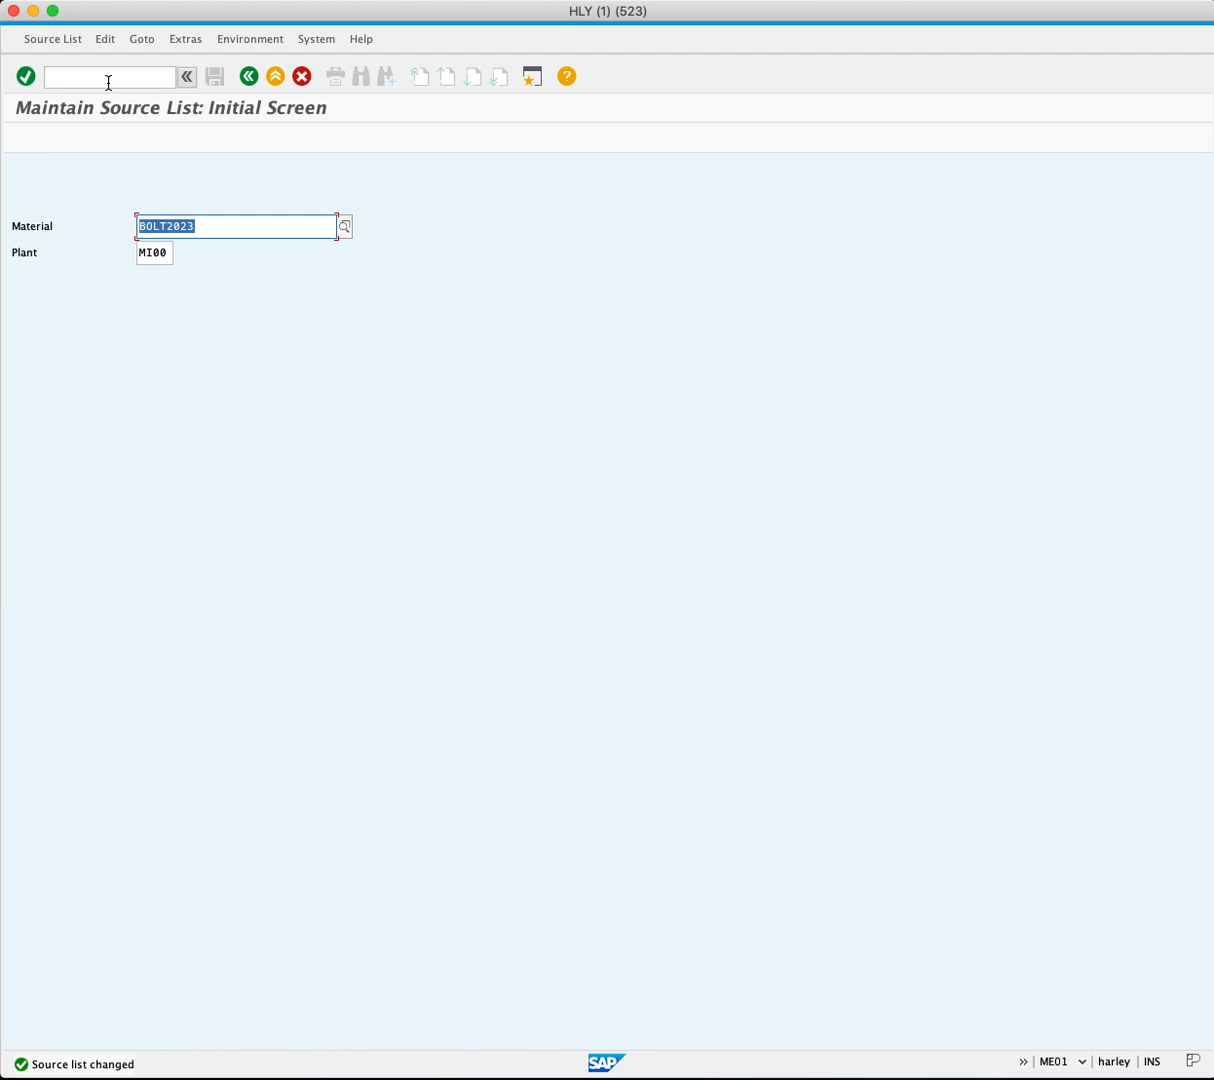 HLY (1) (523)
Source List Edit Goto Extras Environment System Help
Maintain Source List: Initial Screen
Material BOLT2023
Plant MI00
Source list changed SAP ME01 harley INS